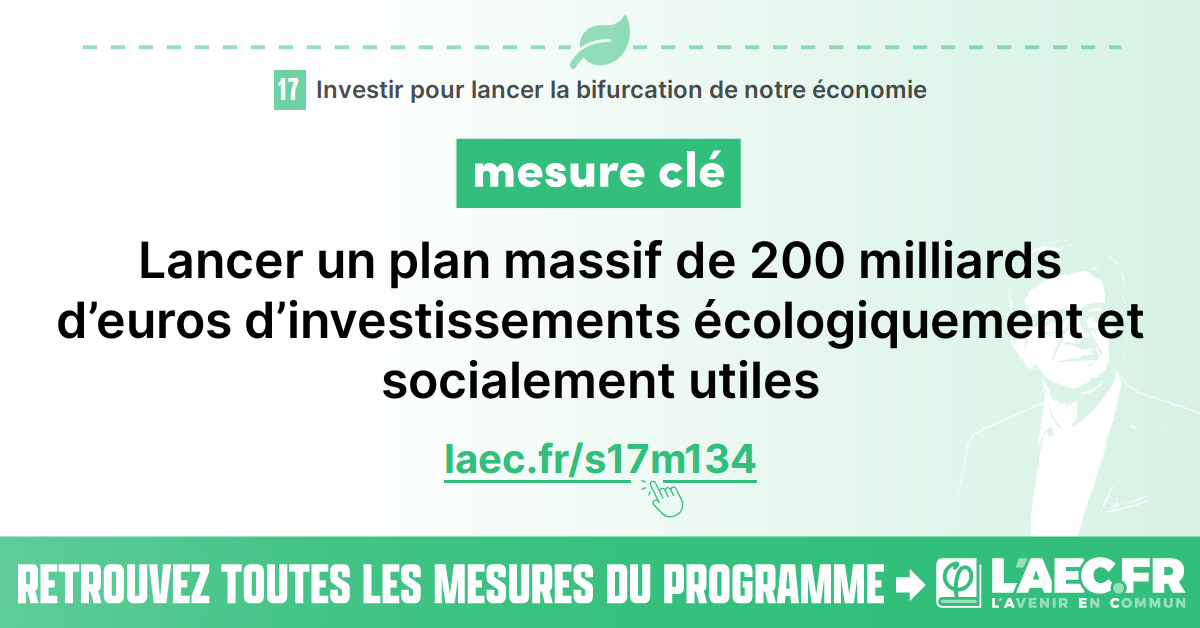 17 Investir pour lancer la bifurcation de notre économie
mesure clé
Lancer un plan massif de 200 milliards
d’euros d’investissements écologiquement et
socialement utiles
laec.fr/s17m134
RETROUVEZ TOUTES LES MESURES DU PROGRAMME
φ L'AEC.FR
L'AVENIR EN COMMUN